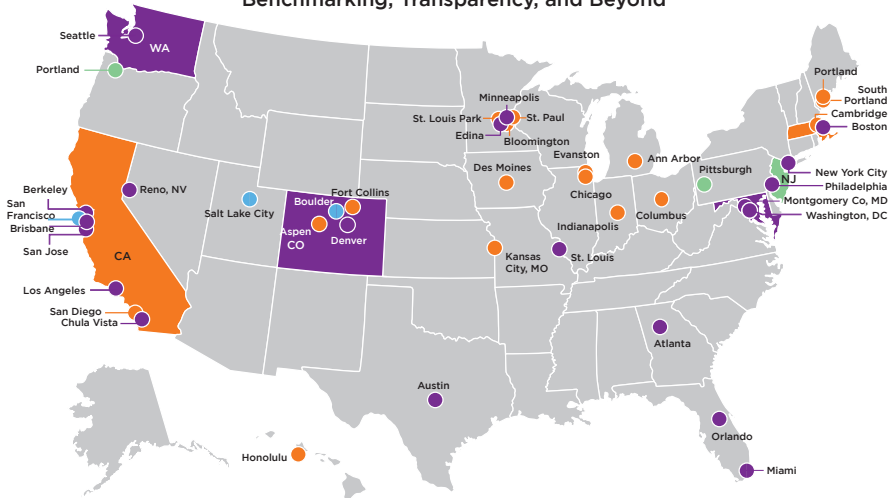 Benchmarking, Transparency, and Beyond
Seattle
WA
Portland
Portland
South
Portland
Cambridge
Boston
Minneapolis
St. Louis Park
St. Paul
Edina
Bloomington
Evanston
Ann Arbor
Pittsburgh
NJ
New York City
Philadelphia
Montgomery Co, MD
Washington, DC
Des Moines
Chicago
Berkeley
San
Francisco
Brisbane
San Jose
Reno, NV
Salt Lake City
Boulder
Fort Collins
Aspen
CO
Denver
Indianapolis
Columbus
CA
Kansas
City, MO
St. Louis
Los Angeles
San Diego
Chula Vista
Atlanta
Austin
Orlando
Honolulu
Miami